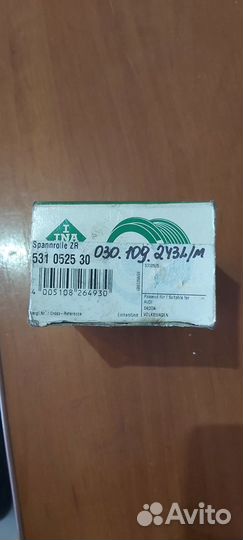 INA
Spannrolle ZR
531 0525 30
030.109.243L/M
4 005108 264930
Passend für / Suitable for
AUDI
SKODA
VOLKSWAGEN
Avito